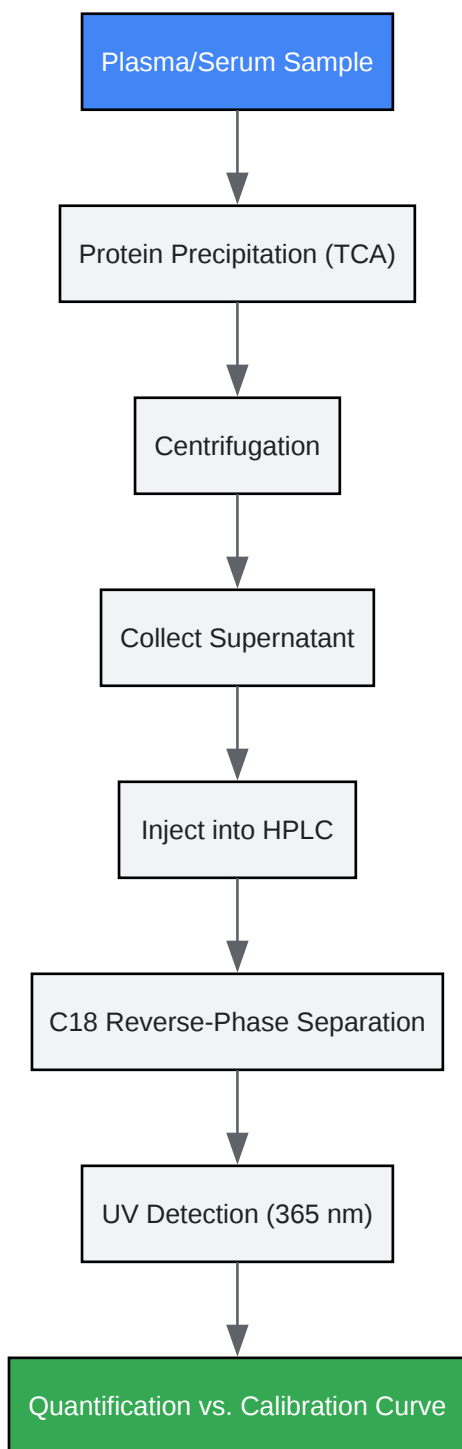 Plasma/Serum Sample
Protein Precipitation (TCA)
Centrifugation
Collect Supernatant
Inject into HPLC
C18 Reverse-Phase Separation
UV Detection (365 nm)
Quantification vs. Calibration Curve